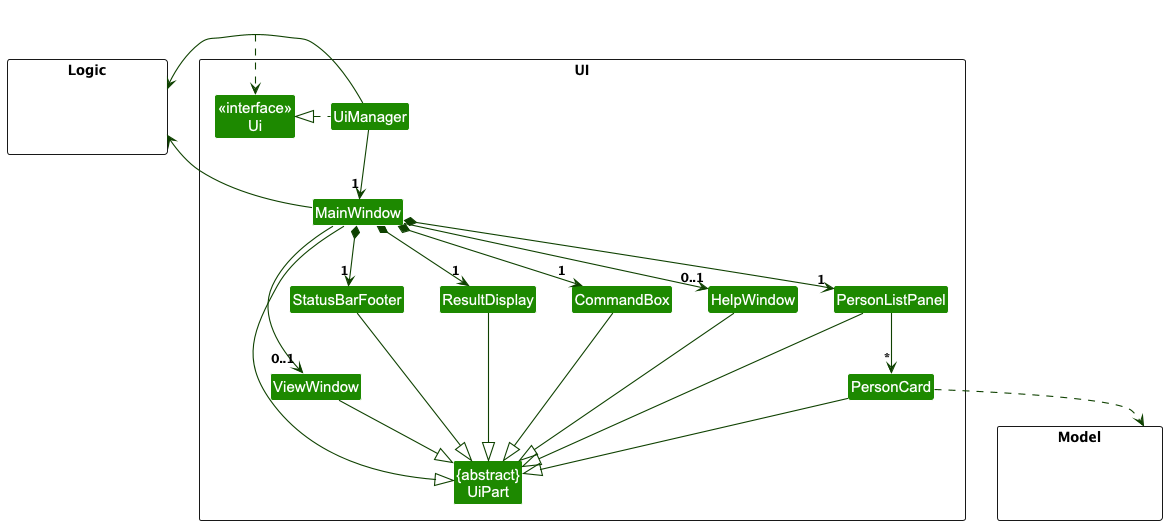 Logic
UI
«interface»
Ui
UiManager
1
MainWindow
1
1
1
0..1
1
StatusBarFooter
ResultDisplay
CommandBox
HelpWindow
PersonListPanel
0..1
*
ViewWindow
PersonCard
Model
{abstract}
UiPart